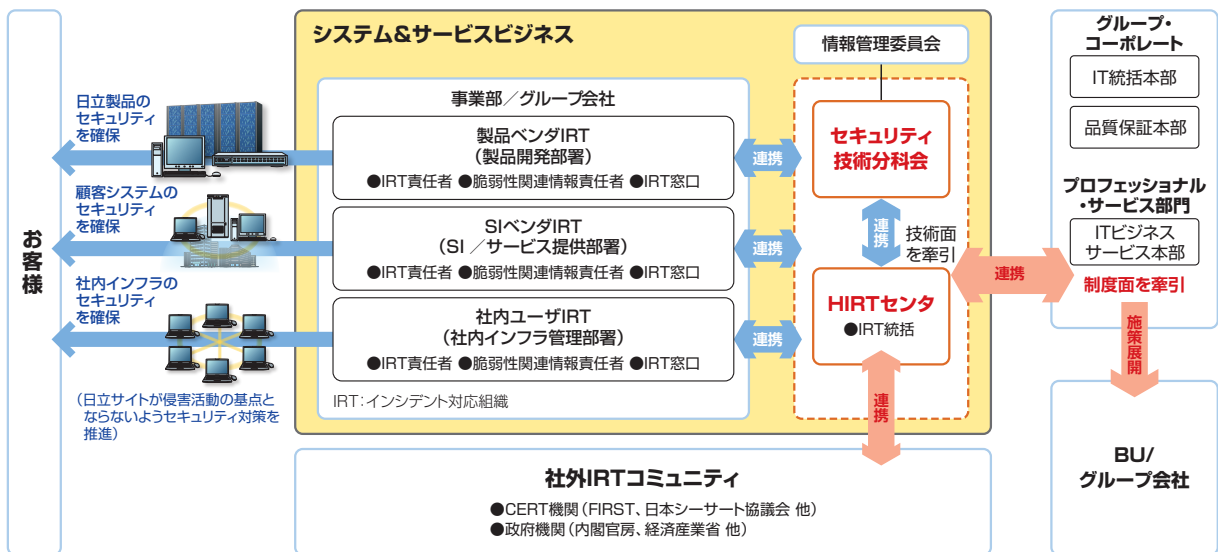 お客様
日立製品の
セキュリティ
を確保
顧客システムの
セキュリティ
を確保
社内インフラの
セキュリティ
を確保
(日立サイトが侵害活動の基点と
ならないようセキュリティ対策を
推進)
システム&サービスビジネス
事業部／グループ会社
製品ベンダIRT
(製品開発部署)
●IRT責任者 ●脆弱性関連情報責任者 ●IRT窓口
SIベンダIRT
(SI ／サービス提供部署)
●IRT責任者 ●脆弱性関連情報責任者 ●IRT窓口
社内ユーザIRT
(社内インフラ管理部署)
●IRT責任者 ●脆弱性関連情報責任者 ●IRT窓口
IRT：インシデント対応組織
連携
連携
連携
情報管理委員会
セキュリティ
技術分科会
連携
技術面
を牽引
HIRTセンタ
●IRT統括
連携
連携
社外IRTコミュニティ
●CERT機関(FIRST、日本シーサート協議会 他)
●政府機関(内閣官房、経済産業省 他)
グループ・
コーポレート
IT統括本部
品質保証本部
プロフェッショナル
・サービス部門
ITビジネス
サービス本部
制度面を牽引
施策展開
BU/
グループ会社